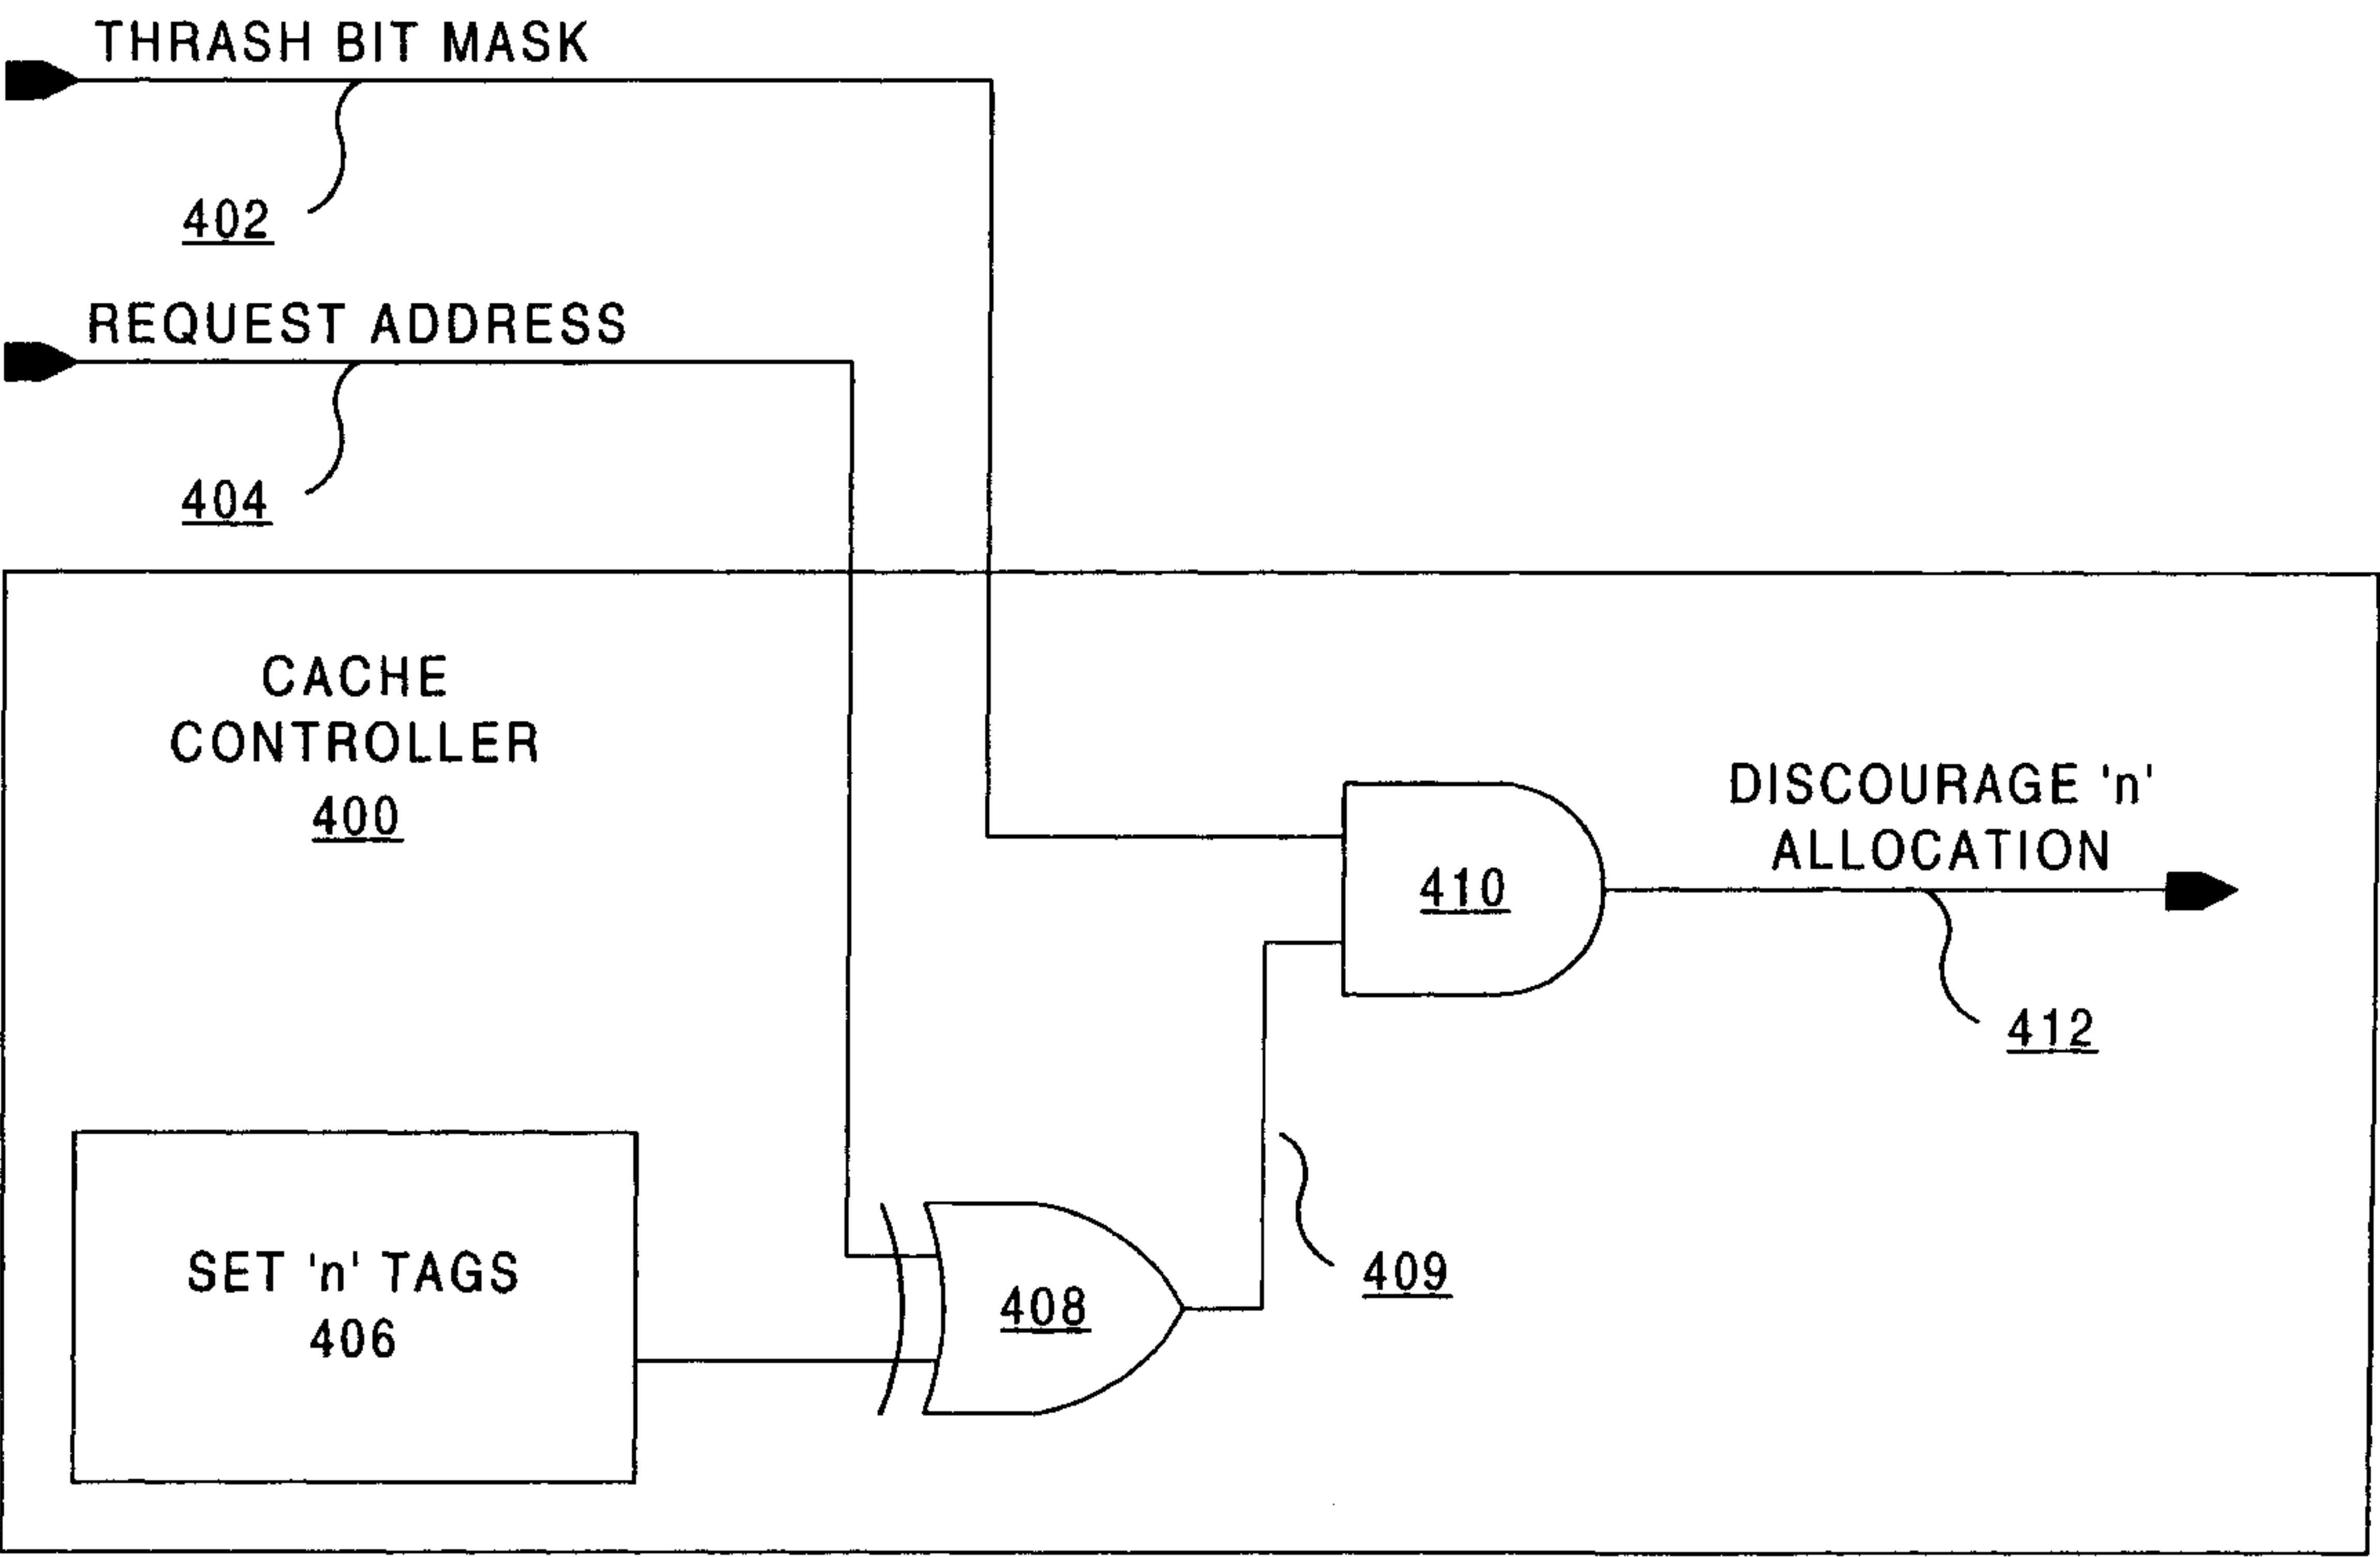 THRASH BIT MASK
402
REQUEST ADDRESS
404
CACHE
CONTROLLER
400
DISCOURAGE 'n'
ALLOCATION
410
412
SET 'n' TAGS
406
408
409